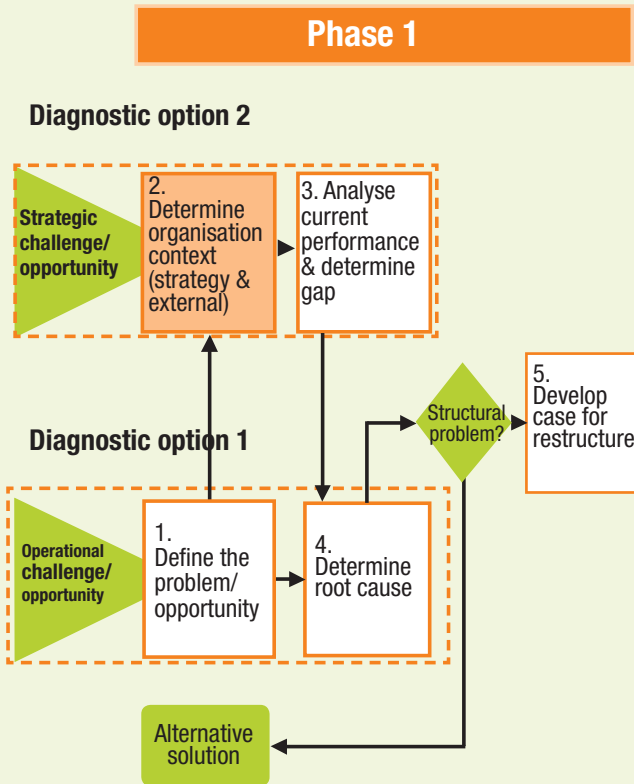 Phase 1
Diagnostic option 2
Strategic
challenge/
opportunity
2.
Determine
organisation
context
(strategy &
external)
3. Analyse
current
performance
& determine
gap
Structural
problem?
5.
Develop
case for
restructure
Diagnostic option 1
Operational
challenge/
opportunity
1.
Define the
problem/
opportunity
4.
Determine
root cause
Alternative
solution